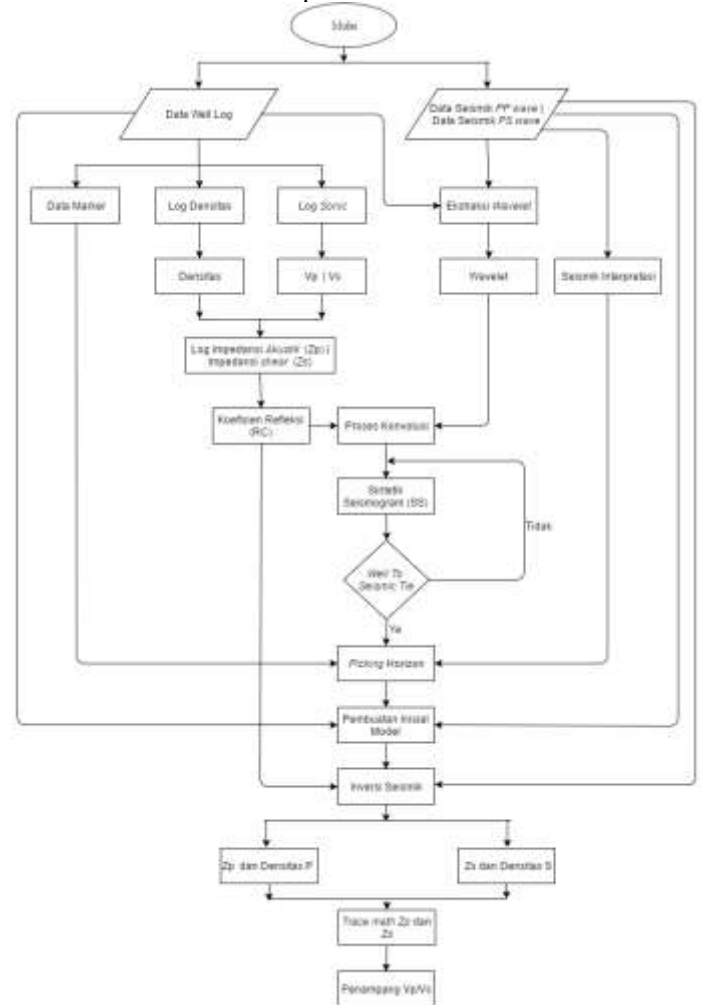 Mulai
Data Well Log
Data Seismik PP wave |
Data Seismik PS wave
Data Marker
Log Densitas
Log Sonic
Ekstraksi Wavelet
Densitas
Vp | Vs
Wavelet
Seismik Interpretasi
Log Impedansi Akustik (Zp) |
Impedansi shear (Zs)
Koefisien Refleksi
(RC)
Proses Konvolusi
Sintetik
Seismogram (SS)
Tidak
Well To
Seismic Tie
Ya
Picking Horizon
Pembuatan Inisial
Model
Inversi Seismik
Zp dan Densitas P
Zs dan Densitas S
Trace math Zp dan
Zs
Penampang Vp/Vs